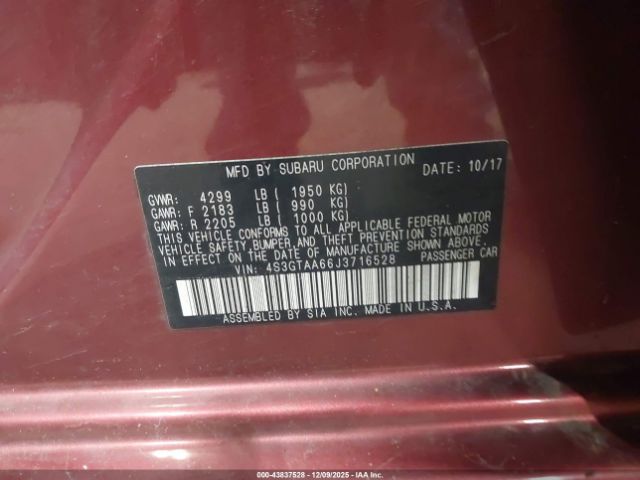 MFD BY SUBARU CORPORATION DATE: 10/17
GVWR: 4299 LB ( 1950 KG)
GAWR: F 2183 LB ( 990 KG)
GAWR: R 2205 LB ( 1000 KG)
THIS VEHICLE CONFORMS TO ALL APPLICABLE FEDERAL MOTOR
VEHICLE SAFETY,BUMPER,AND THEFT PREVENTION STANDARDS
IN EFFECT ON THE DATE OF MANUFACTURE SHOWN ABOVE.
VIN: 4S3GTAA66J3716528 PASSENGER CAR
ASSEMBLED BY SIA INC. MADE IN U.S.A.
00-43837528 - 12/09/2025 - COPYRIGHT IAA, LLC